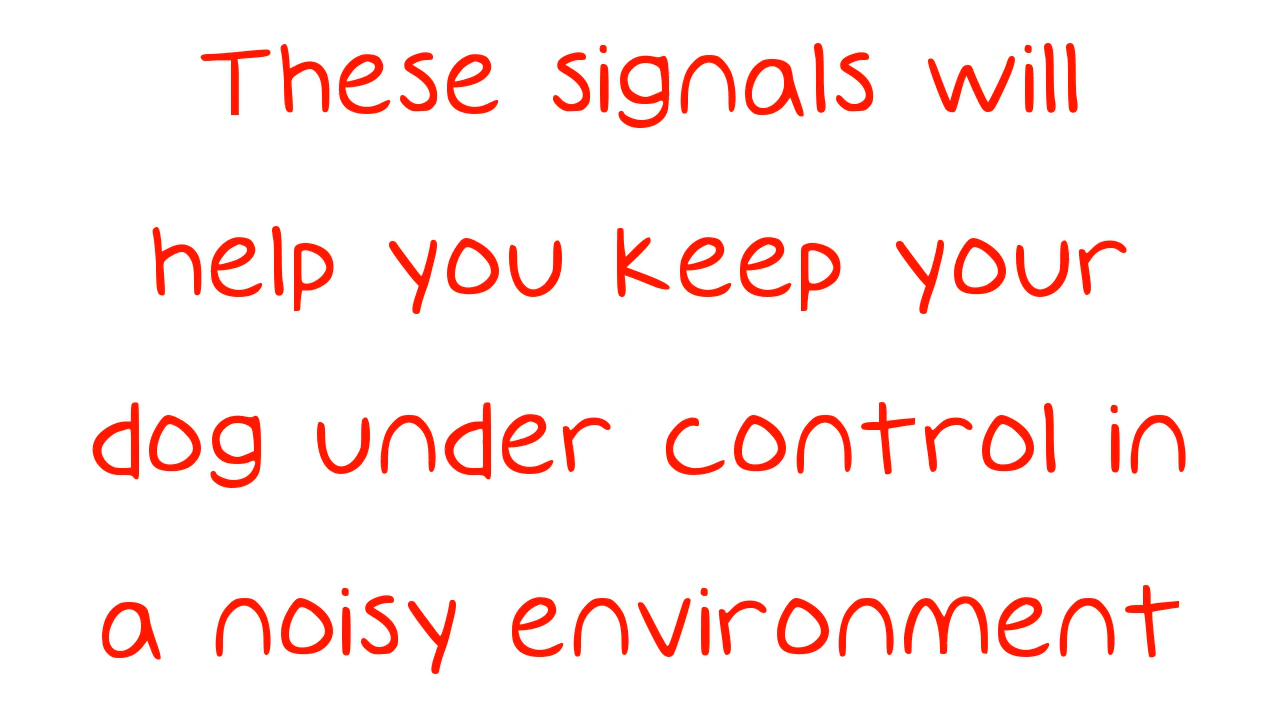 These signals will
help you keep your
dog under control in
a noisy environment